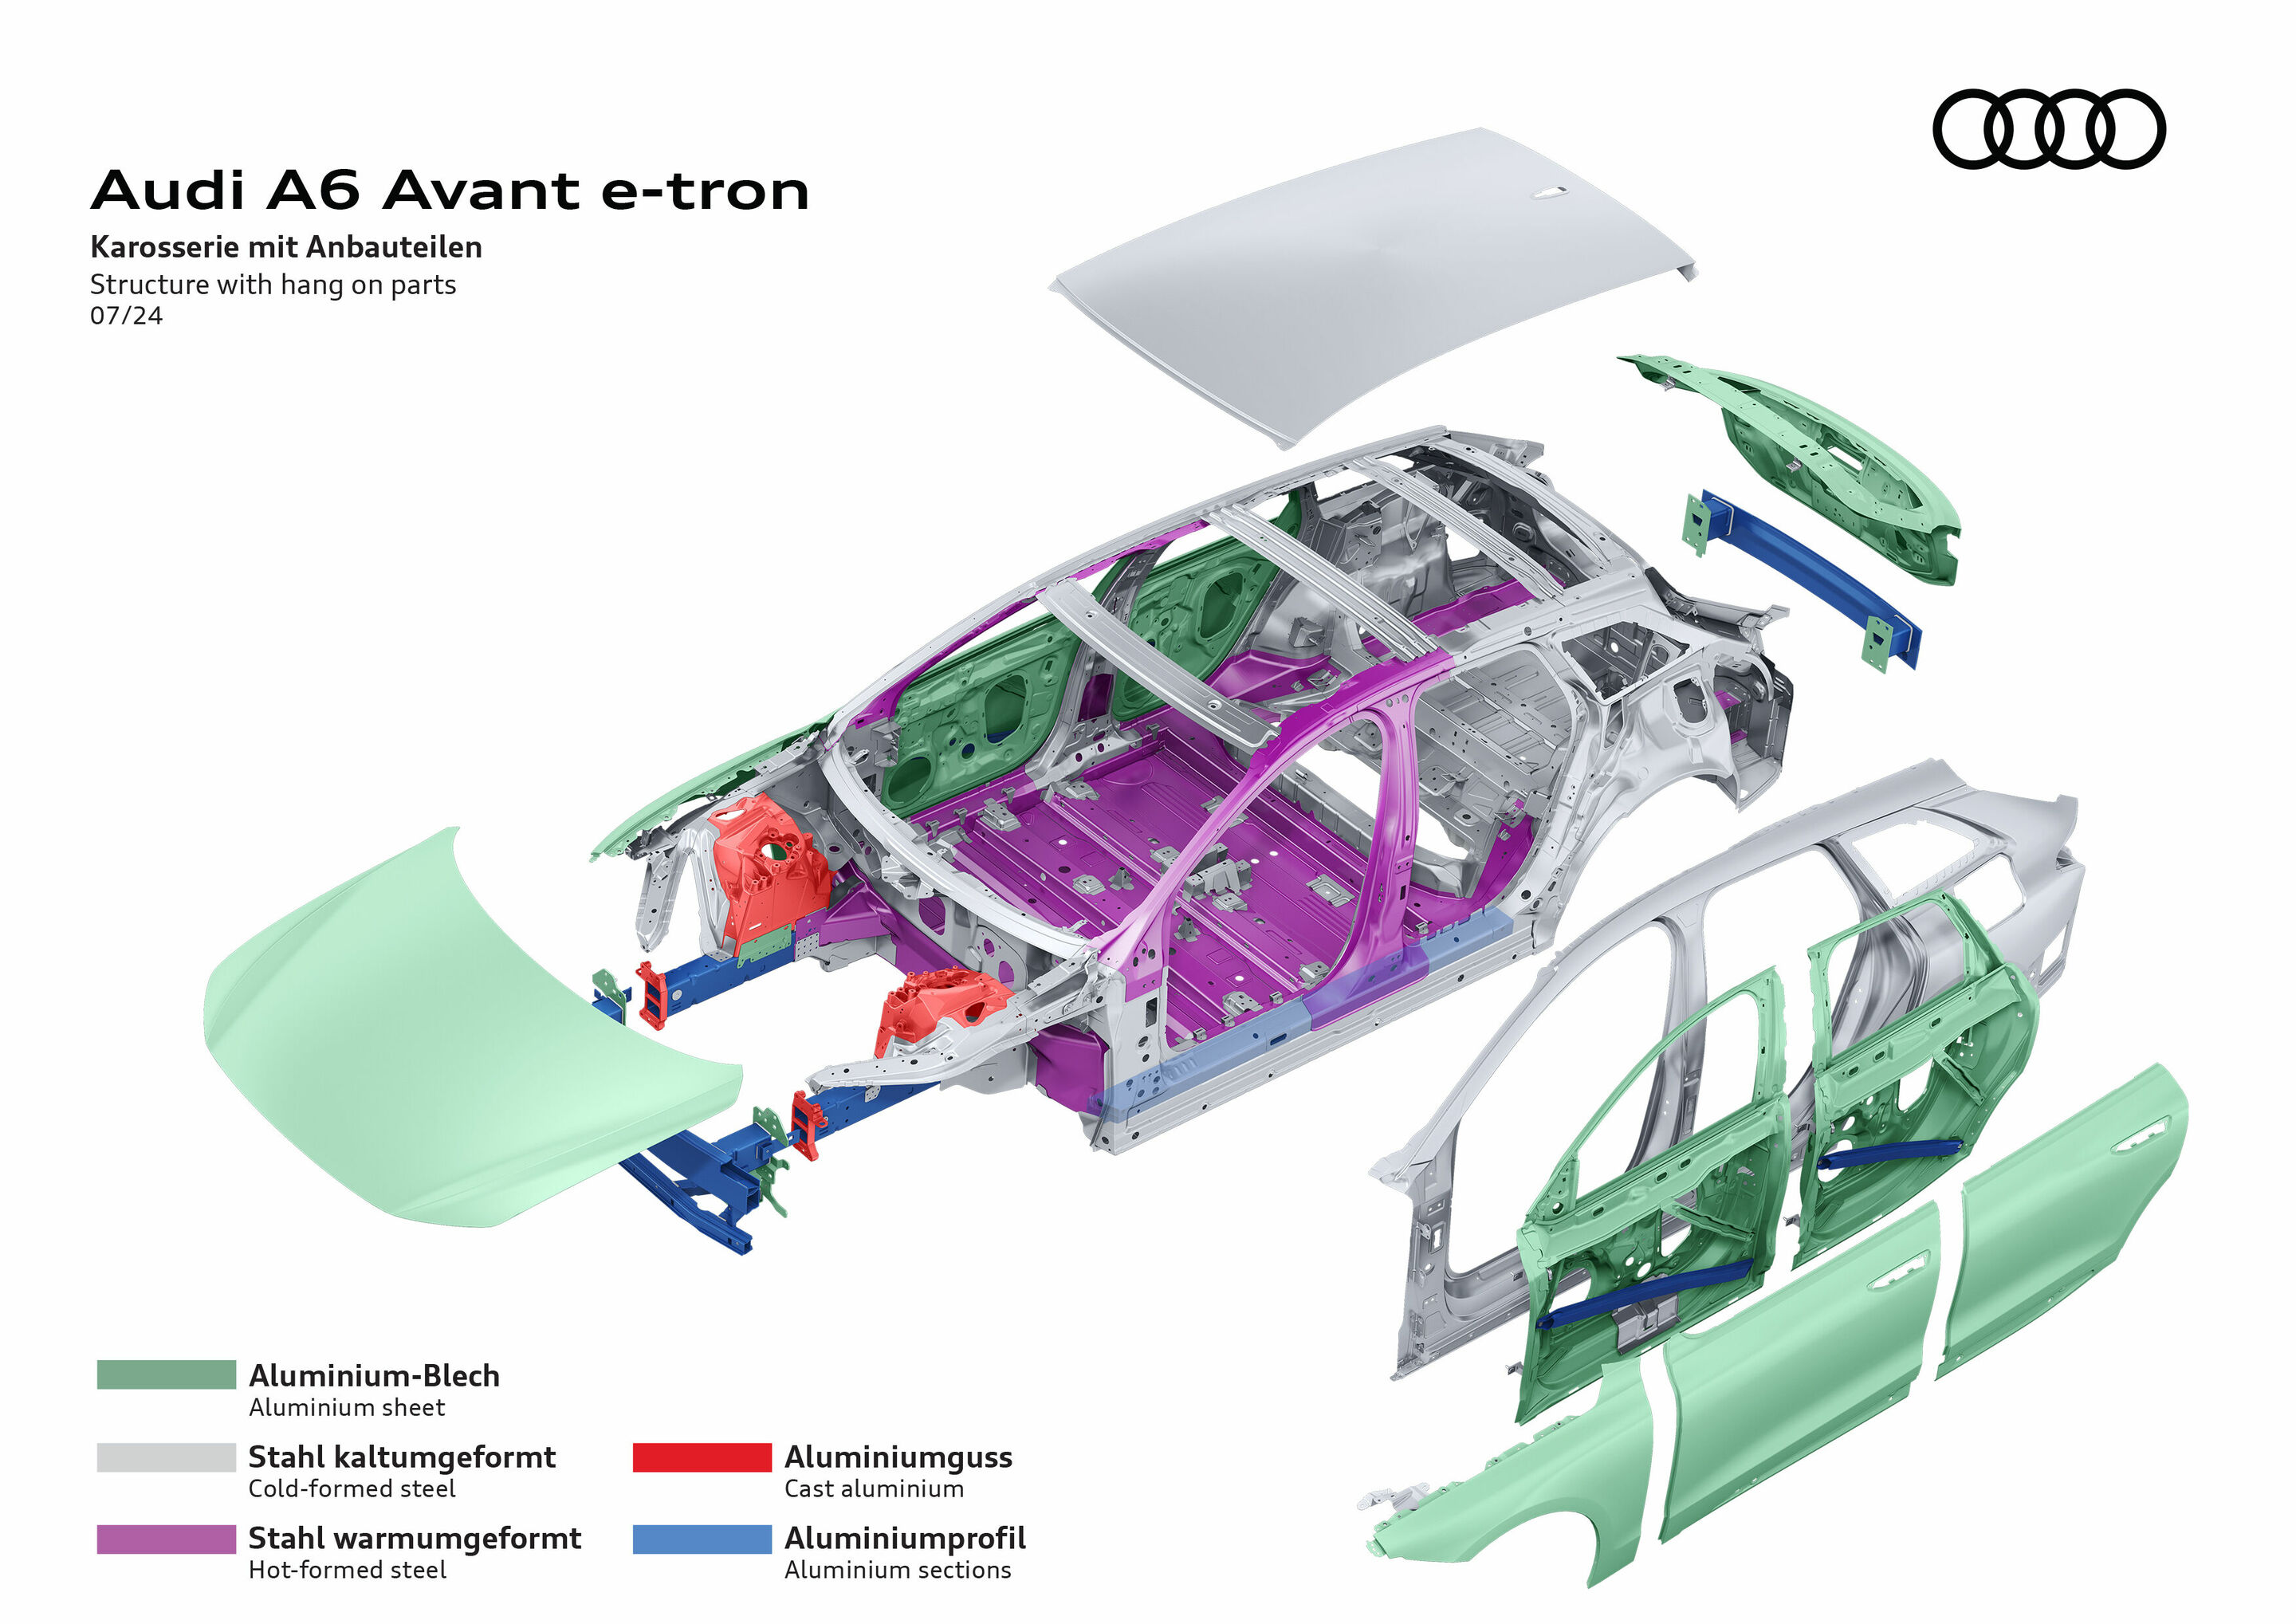 Audi A6 Avant e-tron
Karosserie mit Anbauteilen
Structure with hang on parts
07/24
Aluminium-Blech
Aluminium sheet
Stahl kaltumgeformt
Cold-formed steel
Stahl warmumgeformt
Hot-formed steel
Aluminiumguss
Cast aluminium
Aluminiumprofil
Aluminium sections